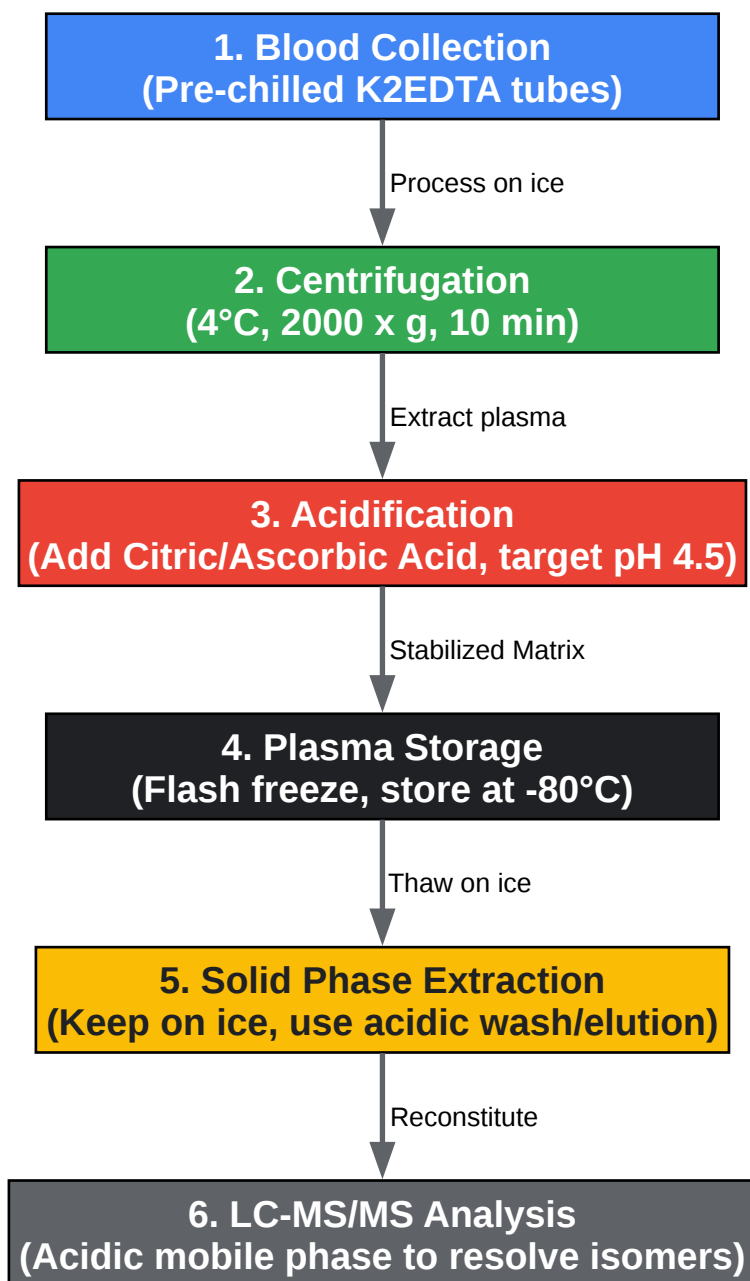 1. Blood Collection
(Pre-chilled K2EDTA tubes)
Process on ice
2. Centrifugation
(4°C, 2000 x g, 10 min)
Extract plasma
3. Acidification
(Add Citric/Ascorbic Acid, target pH 4.5)
Stabilized Matrix
4. Plasma Storage
(Flash freeze, store at -80°C)
Thaw on ice
5. Solid Phase Extraction
(Keep on ice, use acidic wash/elution)
Reconstitute
6. LC-MS/MS Analysis
(Acidic mobile phase to resolve isomers)